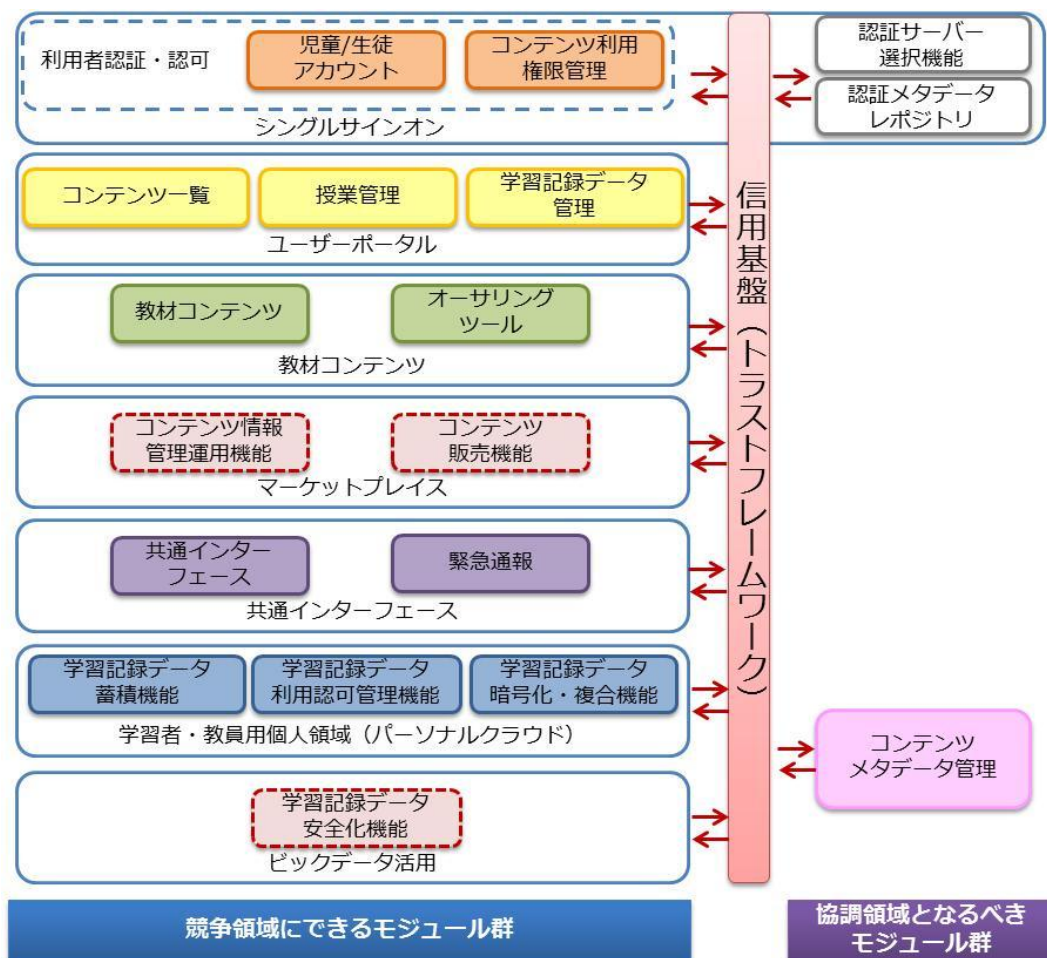 利用者認証・認可
児童/生徒
アカウント
コンテンツ利用
権限管理
シングルサインオン
認証サーバー
選択機能
認証メタデータ
レポジトリ
コンテンツ一覧
授業管理
学習記録データ
管理
ユーザーポータル
教材コンテンツ
オーサリング
ツール
教材コンテンツ
コンテンツ情報
管理運用機能
コンテンツ
販売機能
マーケットプレイス
共通インター
フェース
緊急通報
共通インターフェース
学習記録データ
蓄積機能
学習記録データ
利用認可管理機能
学習記録データ
暗号化・複合機能
学習者・教員用個人領域（パーソナルクラウド）
学習記録データ
安全化機能
ビックデータ活用
信用基盤（トラストフレームワーク）
コンテンツ
メタデータ管理
競争領域にできるモジュール群
協調領域となるべき
モジュール群